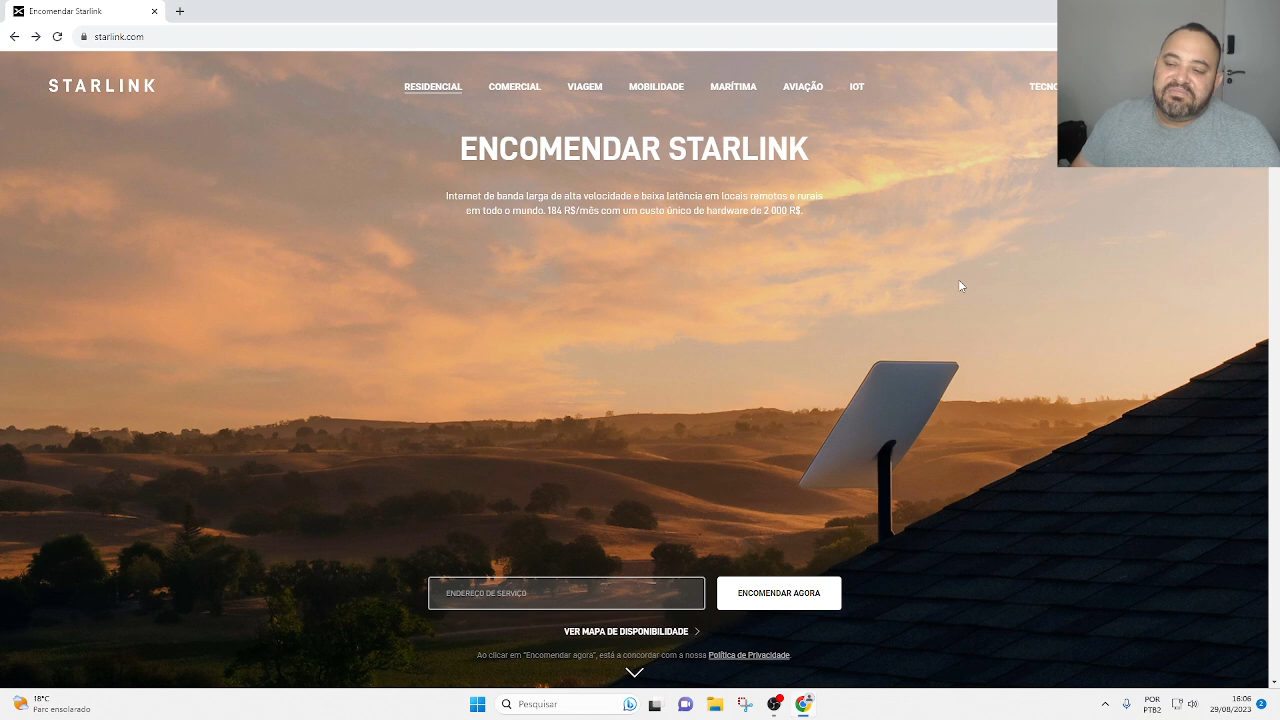 Encomendar Starlink
starlink.com
STARLINK
RESIDENCIAL COMERCIAL VIAGEM MOBILIDADE MARÍTIMA AVIAÇÃO IOT TECNO
ENCOMENDAR STARLINK
Internet de banda larga de alta velocidade e baixa latência em locais remotos e rurais
em todo o mundo. 184 R$/mês com um custo único de hardware de 2 000 R$.
ENDEREÇO DE SERVIÇO
ENCOMENDAR AGORA
VER MAPA DE DISPONIBILIDADE
Ao clicar em "Encomendar agora", está a concordar com a nossa Política de Privacidade.
18°C
Parc ensolarado
Pesquisar
POR
PTB2
16:06
29/08/2023
2